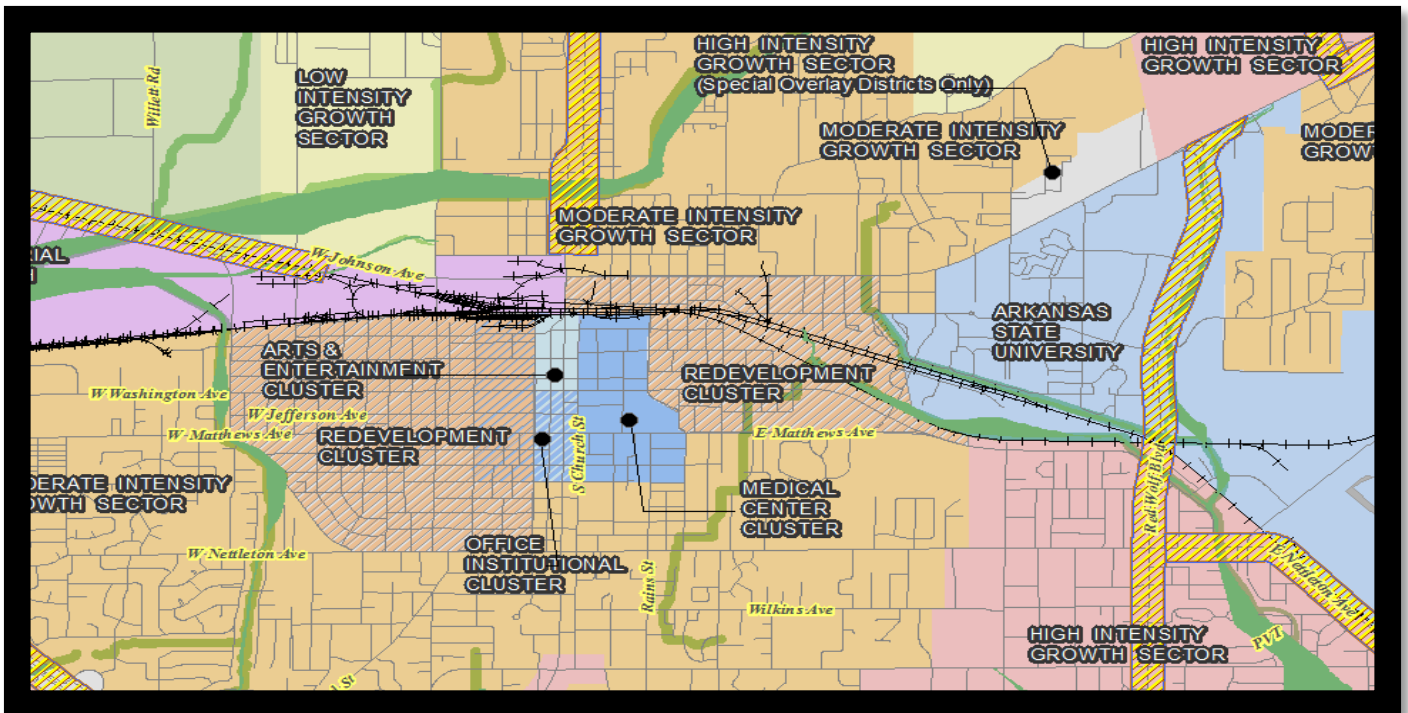 HIGH INTENSITY
GROWTH SECTOR
(Special Overlay Districts Only)
HIGH INTENSITY
GROWTH SECTOR
Willett Rd
LOW
INTENSITY
GROWTH
SECTOR
MODERATE INTENSITY
GROWTH SECTOR
MODER
GROW
MODERATE INTENSITY
GROWTH SECTOR
W Johnson Ave
RIAL
H
ARKANSAS
STATE
UNIVERSITY
ARTS &
ENTERTAINMENT
CLUSTER
REDEVELOPMENT
CLUSTER
W Washington Ave
W Jefferson Ave
W Matthews Ave
REDEVELOPMENT
CLUSTER
S Church St
E Matthews Ave
DERATE INTENSITY
OWTH SECTOR
MEDICAL
CENTER
CLUSTER
Red Wolf Blvd
W Nettleton Ave
OFFICE
INSTITUTIONAL
CLUSTER
Rains St
E Nettleton Ave
Wilkins Ave
HIGH INTENSITY
GROWTH SECTOR
PVT
St